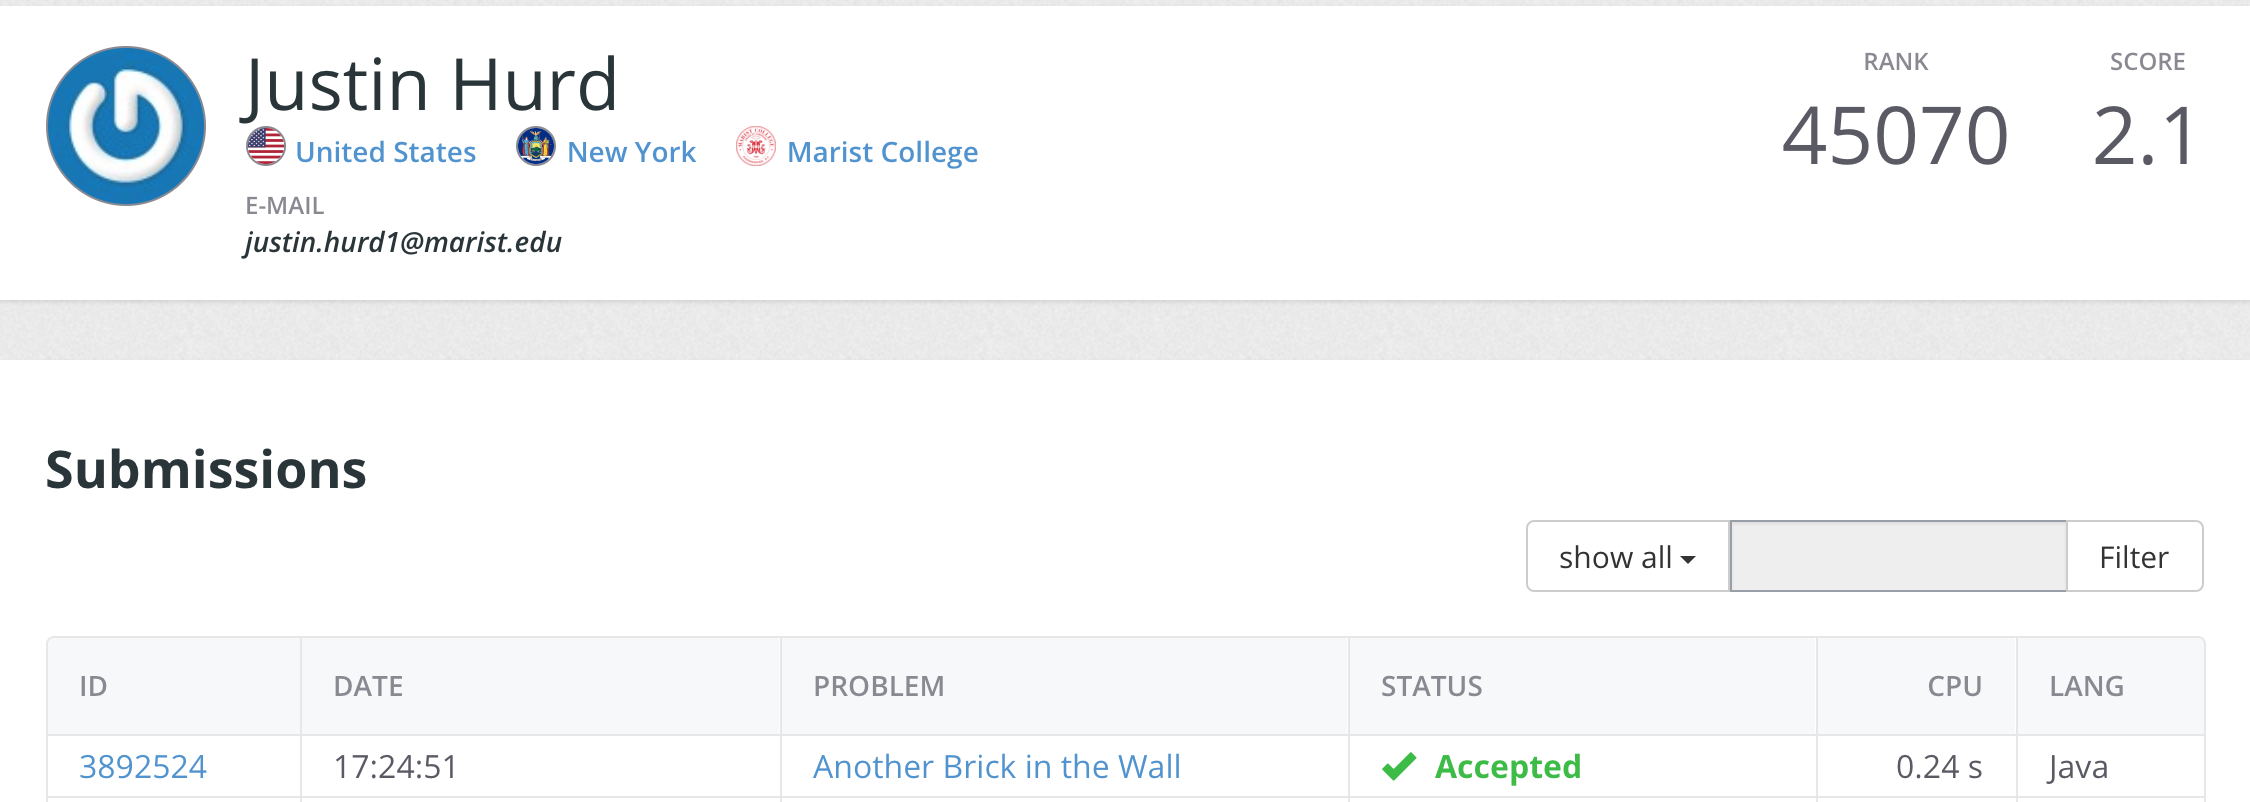 Justin Hurd
United States New York Marist College
E-MAIL
justin.hurd1@marist.edu
RANK
45070
SCORE
2.1
Submissions
show all Filter
ID DATE PROBLEM STATUS CPU LANG
3892524 17:24:51 Another Brick in the Wall Accepted 0.24 s Java